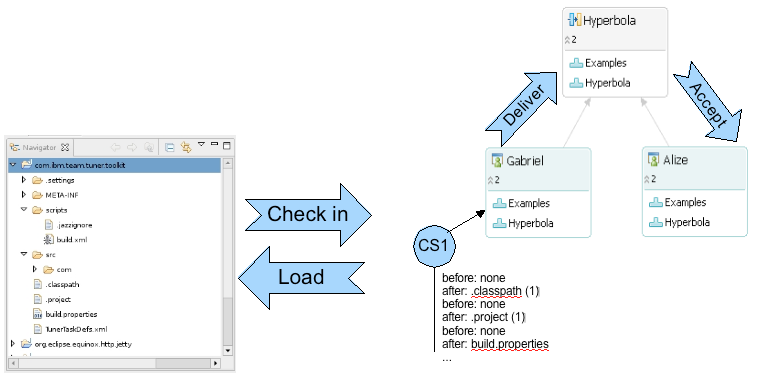 Navigator
com.ibm.team.tuner.toolkit
.settings
META-INF
scripts
.jazzignore
build.xml
src
com
.classpath
.project
build.properties
TunerTaskDefs.xml
org.eclipse.equinox.http.jetty
Check in
Load
Hyperbola
2
Examples
Hyperbola
Deliver
Accept
Gabriel
2
Examples
Hyperbola
Alize
2
Examples
Hyperbola
CS1
before: none
after: .classpath (1)
before: none
after: .project (1)
before: none
after: build.properties
...